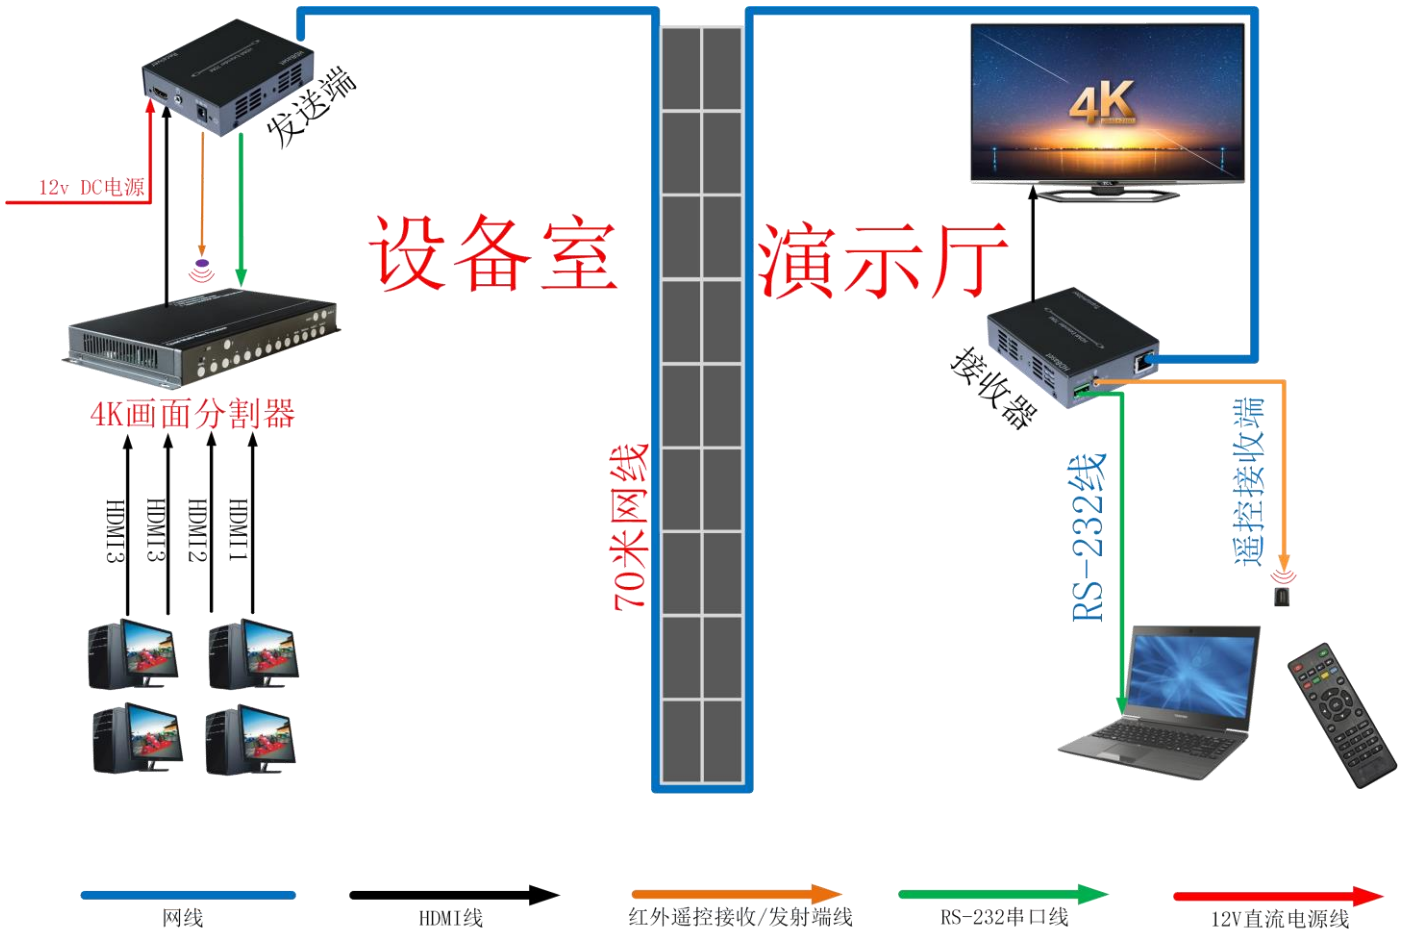 发送端
12v DC电源
设备室
演示厅
4K
接收器
4K画面分割器
HDMI3
HDMI3
HDMI2
HDMI1
70米网线
RS-232线
遥控接收端
网线
HDMI线
红外遥控接收/发射端线
RS-232串口线
12V直流电源线